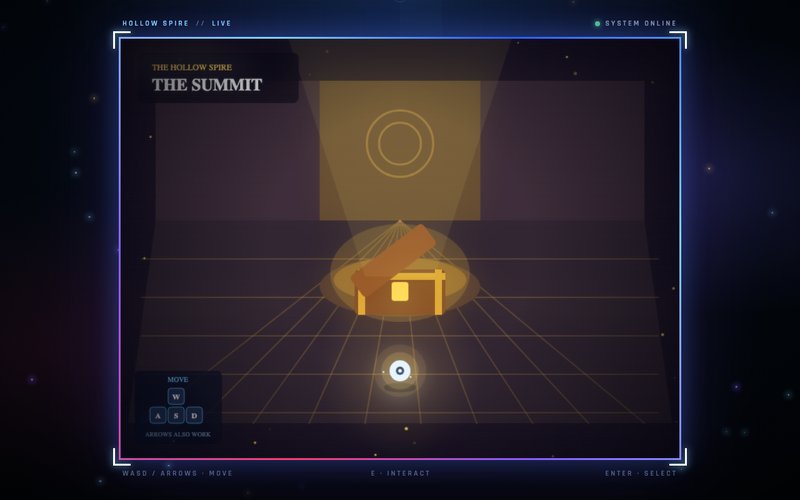 HOLLOW SPIRE // LIVE
SYSTEM ONLINE
THE HOLLOW SPIRE
THE SUMMIT
MOVE
W
A S D
ARROWS ALSO WORK
WASD / ARROWS · MOVE
E · INTERACT
ENTER · SELECT